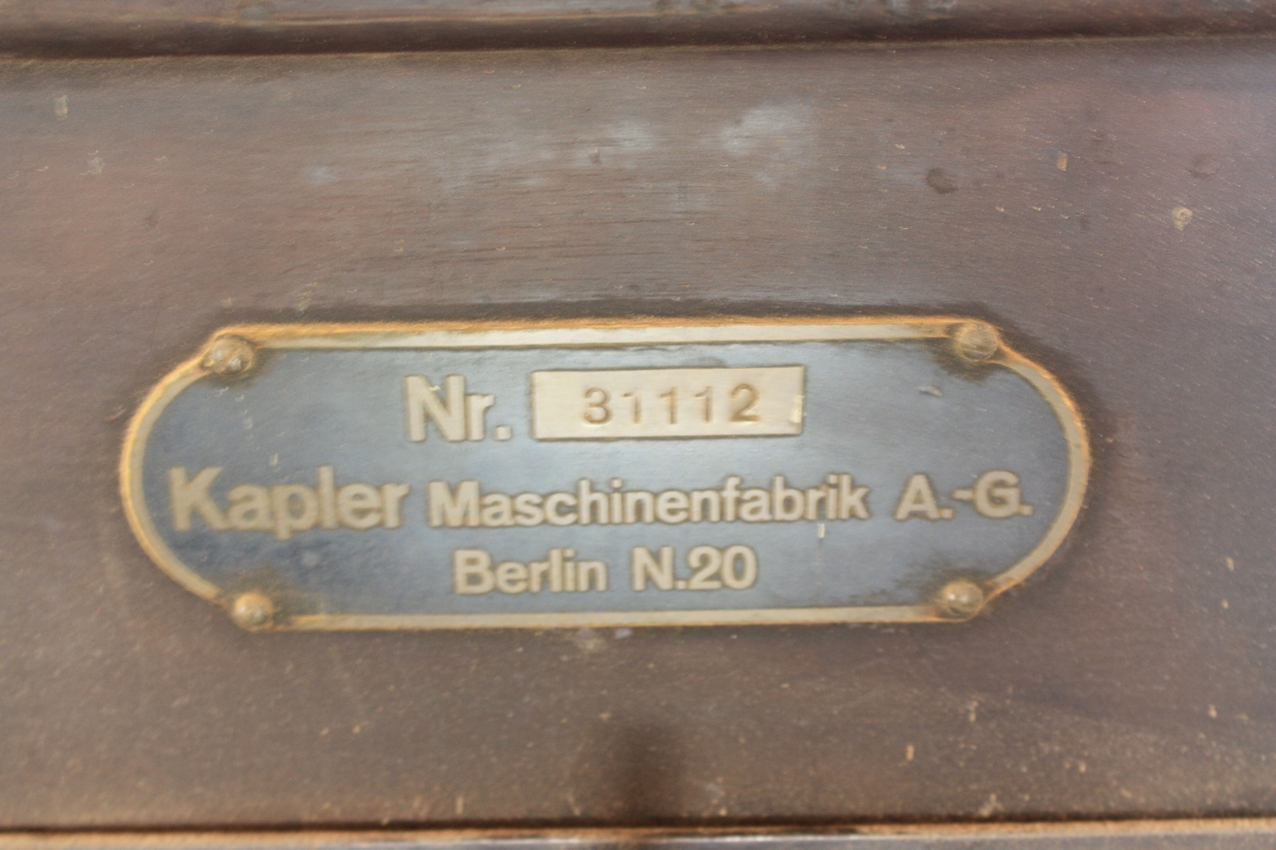 Nr. 31112
Kapler Maschinenfabrik A.-G.
Berlin N.20